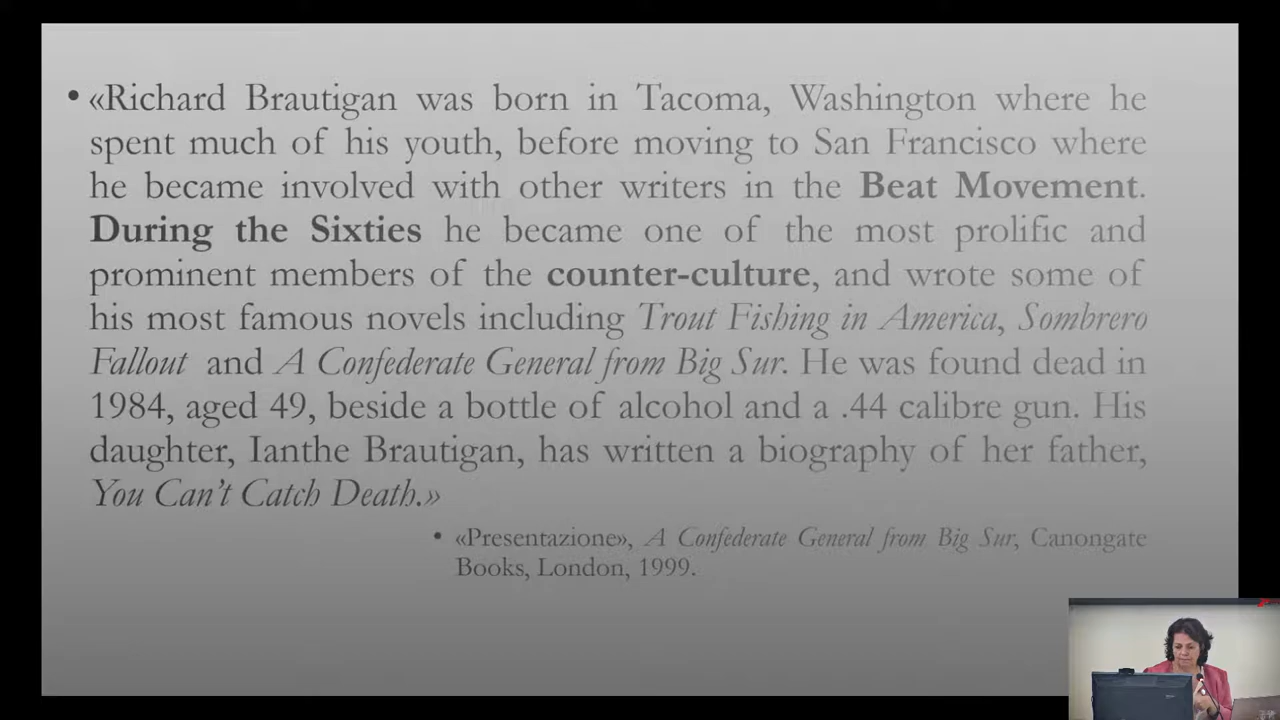 • «Richard Brautigan was born in Tacoma, Washington where he
spent much of his youth, before moving to San Francisco where
he became involved with other writers in the Beat Movement.
During the Sixties he became one of the most prolific and
prominent members of the counter-culture, and wrote some of
his most famous novels including Trout Fishing in America, Sombrero
Fallout and A Confederate General from Big Sur. He was found dead in
1984, aged 49, beside a bottle of alcohol and a .44 calibre gun. His
daughter, Ianthe Brautigan, has written a biography of her father,
You Can't Catch Death.»
• «Presentazione», A Confederate General from Big Sur, Canongate
Books, London, 1999.